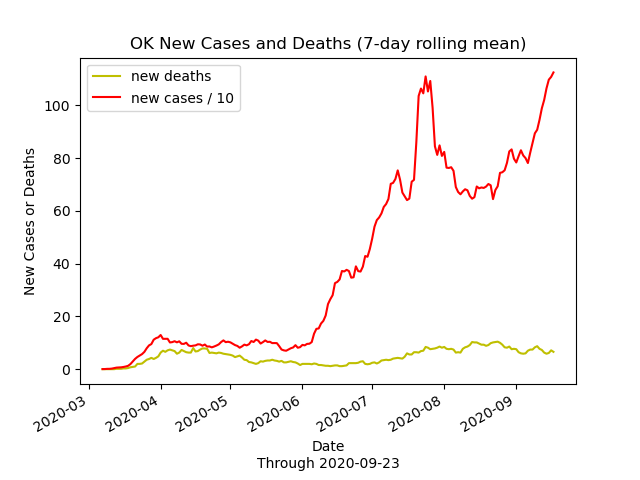 OK New Cases and Deaths (7-day rolling mean)
new deaths
new cases / 10
New Cases or Deaths
100
80
60
40
20
0
2020-03
2020-04
2020-05
2020-06
2020-07
2020-08
2020-09
Date
Through 2020-09-23